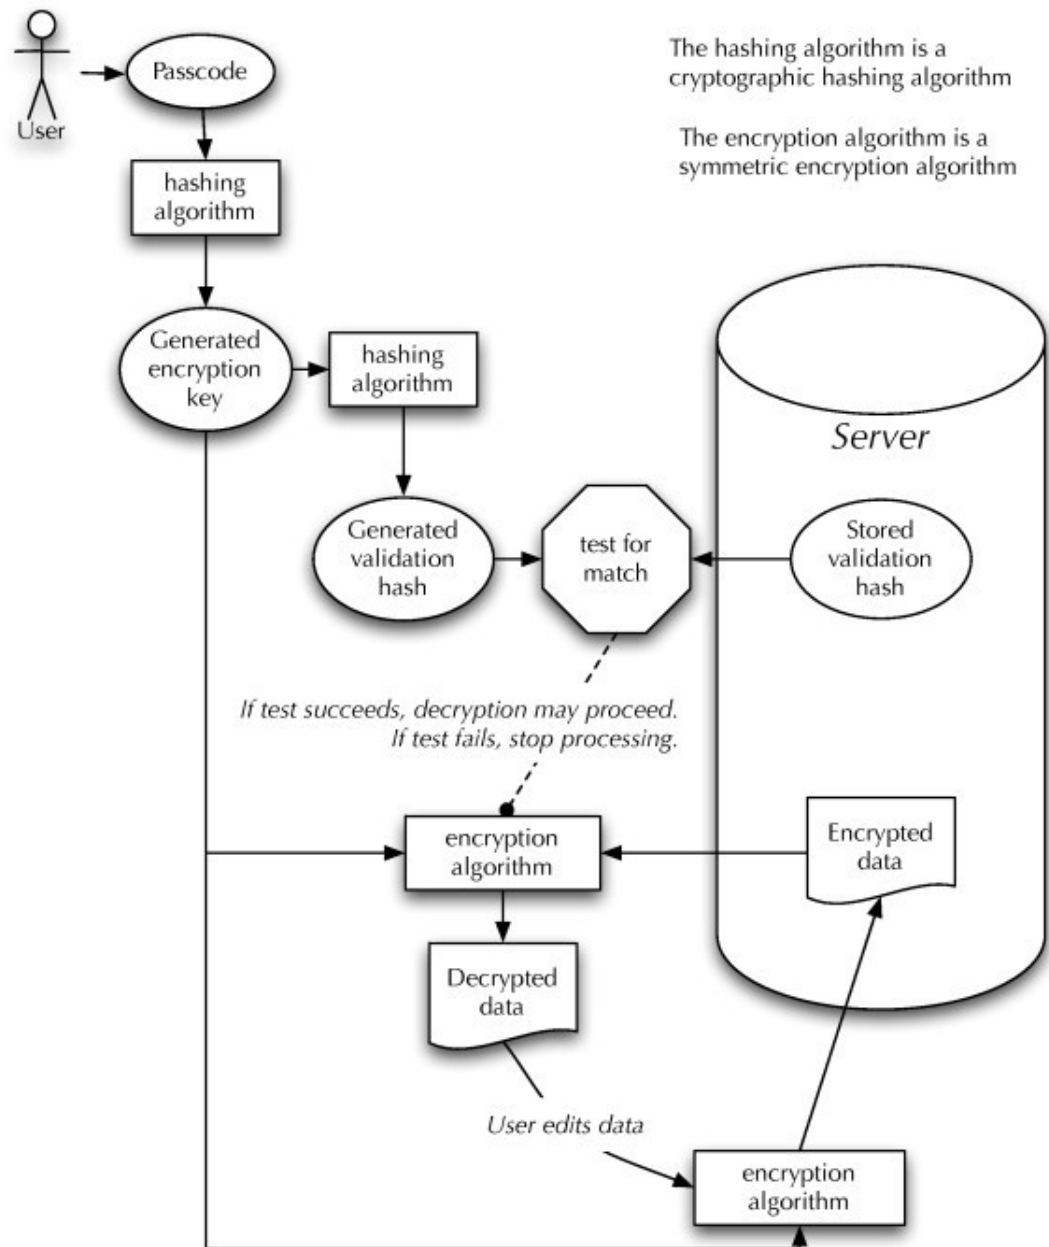 The hashing algorithm is a
cryptographic hashing algorithm
The encryption algorithm is a
symmetric encryption algorithm
User
Passcode
hashing
algorithm
Generated
encryption
key
hashing
algorithm
Server
Generated
validation
hash
test for
match
Stored
validation
hash
If test succeeds, decryption may proceed.
If test fails, stop processing.
encryption
algorithm
Encrypted
data
Decrypted
data
User edits data
encryption
algorithm